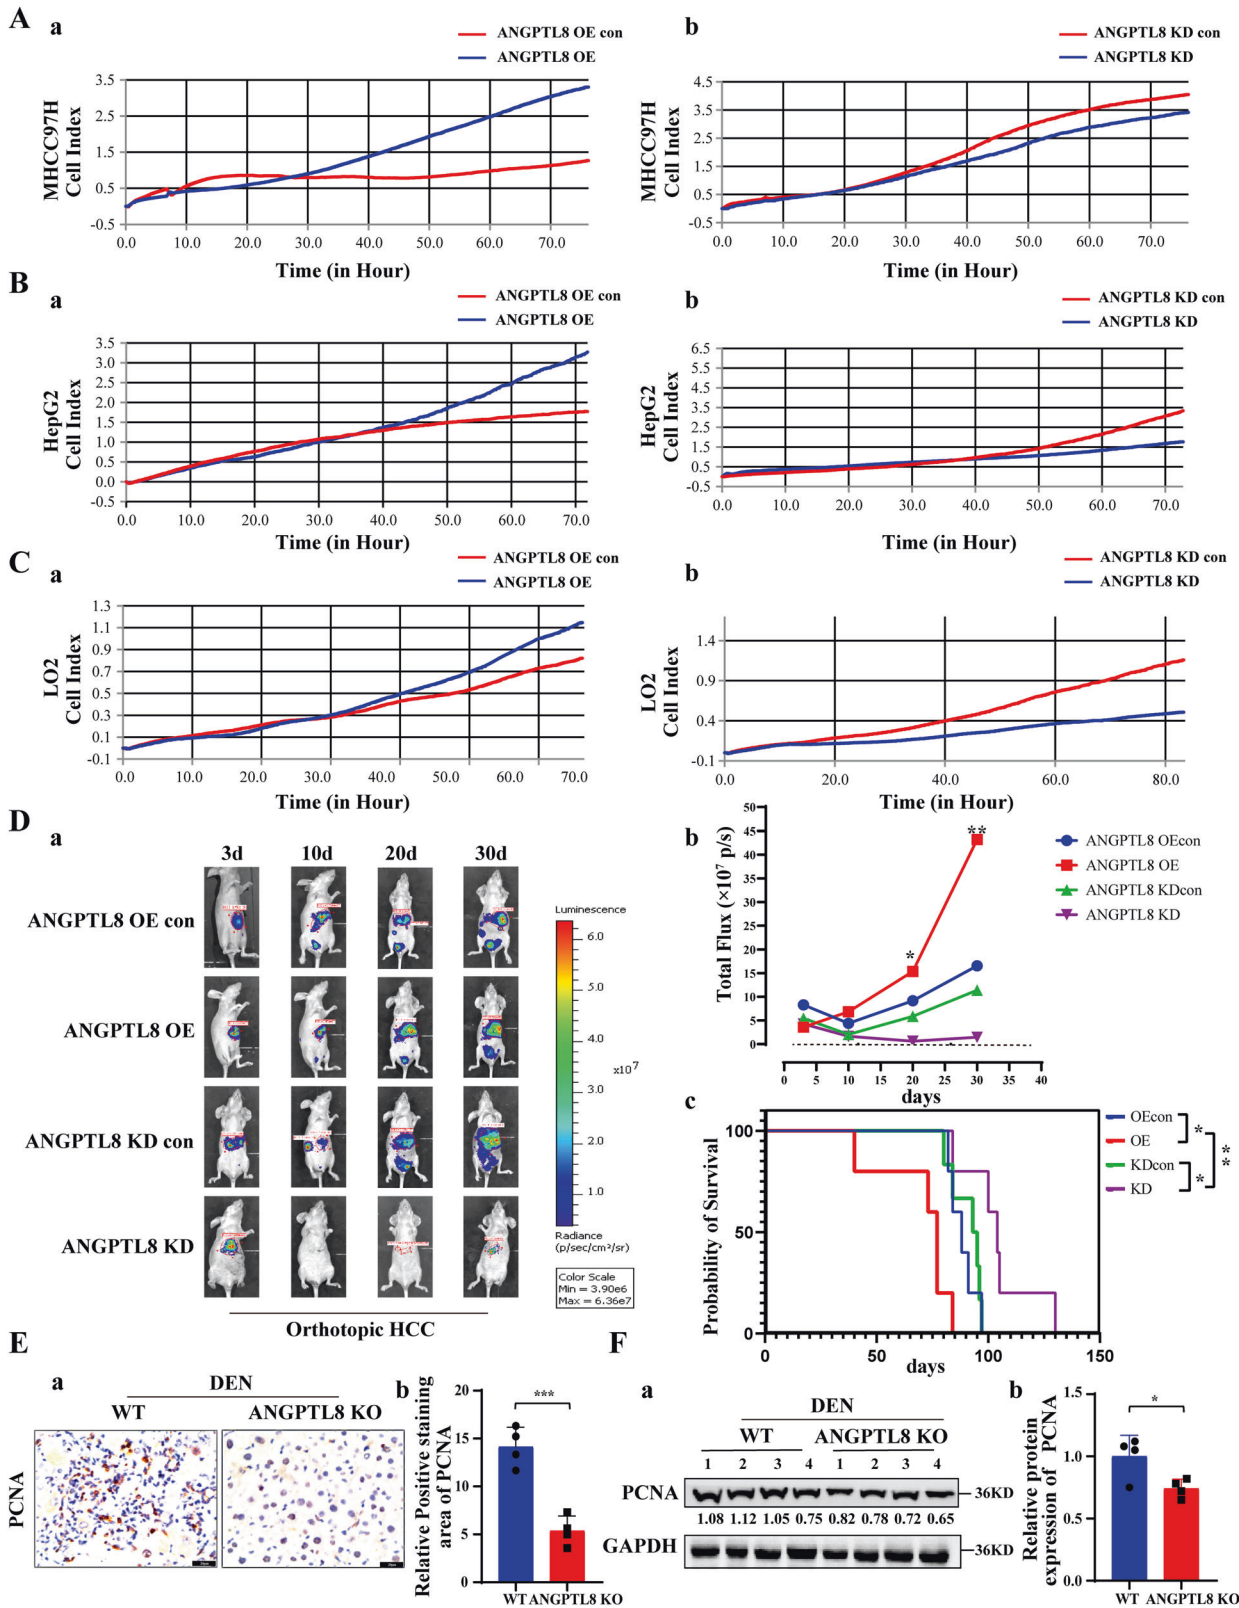 A
a
ANGPTL8 OE con
ANGPTL8 OE
MHCC97H
Cell Index
3.5
2.5
1.5
0.5
-0.5
0.0 10.0 20.0 30.0 40.0 50.0 60.0 70.0
Time (in Hour)
b
ANGPTL8 KD con
ANGPTL8 KD
MHCC97H
Cell Index
4.5
3.5
2.5
1.5
0.5
-0.5
0.0 10.0 20.0 30.0 40.0 50.0 60.0 70.0
Time (in Hour)
B
a
ANGPTL8 OE con
ANGPTL8 OE
HepG2
Cell Index
3.5
3.0
2.5
2.0
1.5
1.0
0.5
0.0
-0.5
0.0 10.0 20.0 30.0 40.0 50.0 60.0 70.0
Time (in Hour)
b
ANGPTL8 KD con
ANGPTL8 KD
HepG2
Cell Index
6.5
5.5
4.5
3.5
2.5
1.5
0.5
-0.5
0.0 10.0 20.0 30.0 40.0 50.0 60.0 70.0
Time (in Hour)
C
a
ANGPTL8 OE con
ANGPTL8 OE
LO2
Cell Index
1.3
1.1
0.9
0.7
0.5
0.3
0.1
-0.1
0.0 10.0 20.0 30.0 40.0 50.0 60.0 70.0
Time (in Hour)
b
ANGPTL8 KD con
ANGPTL8 KD
LO2
Cell Index
1.4
0.9
0.4
-0.1
0.0 20.0 40.0 60.0 80.0
Time (in Hour)
D
a
3d 10d 20d 30d
ANGPTL8 OE con
ANGPTL8 OE
ANGPTL8 KD con
ANGPTL8 KD
Orthotopic HCC
Luminescence
6.0
4.0
x10⁷
3.0
2.0
1.0
Radiance
(p/sec/cm²/sr)
Color Scale
Min = 3.90e6
Max = 6.36e7
b
Total Flux (×10⁷ p/s)
50
45
40
35
30
25
20
15
10
5
0
*
**
0 5 10 15 20 25 30 35 40
days
ANGPTL8 OEcon
ANGPTL8 OE
ANGPTL8 KDcon
ANGPTL8 KD
c
Probability of Survival
100
50
0
0 50 100 150
days
OEcon
OE
KDcon
KD
*
*
**
E
a
DEN
WT ANGPTL8 KO
PCNA
b
Relative Positive staining
area of PCNA
20
15
10
5
0
***
WT ANGPTL8 KO
F
a
DEN
WT ANGPTL8 KO
1 2 3 4 1 2 3 4
PCNA 36KD
1.08 1.12 1.05 0.75 0.82 0.78 0.72 0.65
GAPDH 36KD
b
Relative protein
expression of PCNA
1.5
1.0
0.5
0.0
*
WT ANGPTL8 KO